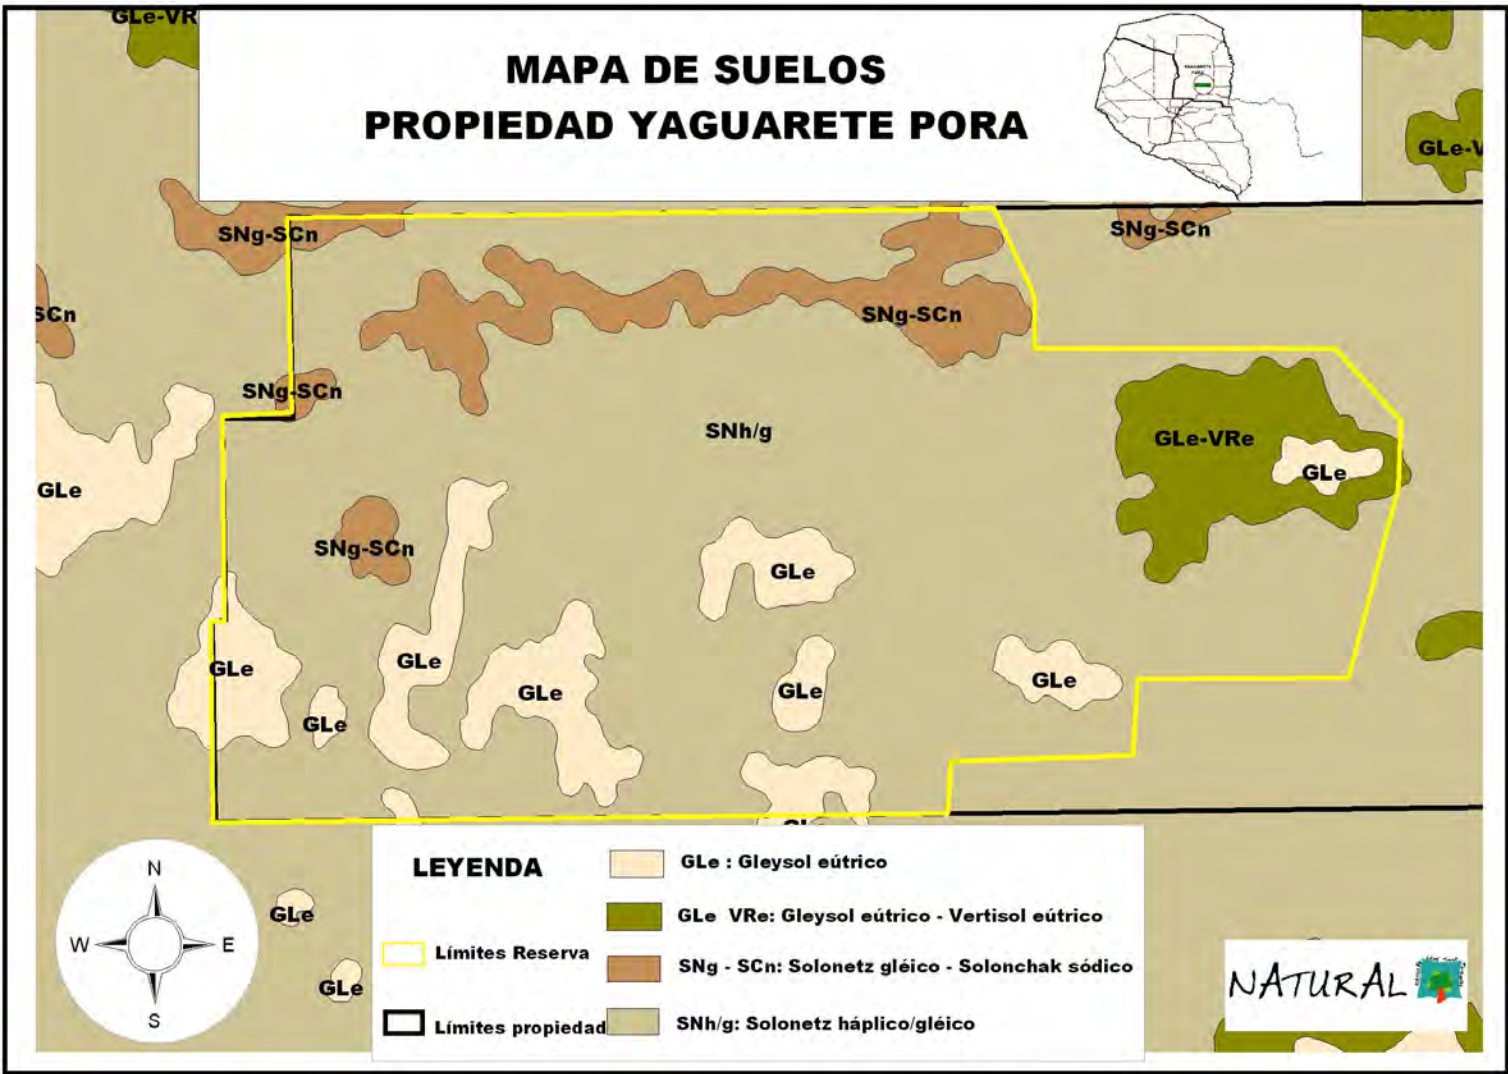 GLe-VR
MAPA DE SUELOS
PROPIEDAD YAGUARETE PORA
YAGUARETE
PORA
GLe-V
SNg-SCn
SNg-SCn
SCn
SNg-SCn
SNg-SCn
SNh/g
GLe-VRe
GLe
GLe
SNg-SCn
GLe
GLe
GLe
GLe
GLe
GLe
GLe
GLe
GLe
GLe
N
W
E
S
LEYENDA
Límites Reserva
Límites propiedad
GLe : Gleysol eútrico
GLe VRe: Gleysol eútrico - Vertisol eútrico
SNg - SCn: Solonetz gléico - Solonchak sódico
SNh/g: Solonetz háplico/gléico
NATURAL